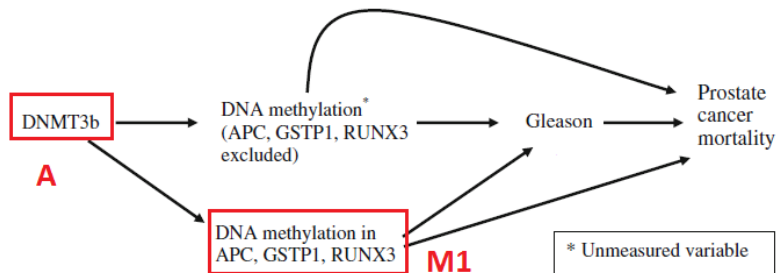 DNMT3b
A
DNA methylation*
(APC, GSTP1, RUNX3
excluded)
Gleason
Prostate
cancer
mortality
DNA methylation in
APC, GSTP1, RUNX3
M1
* Unmeasured variable